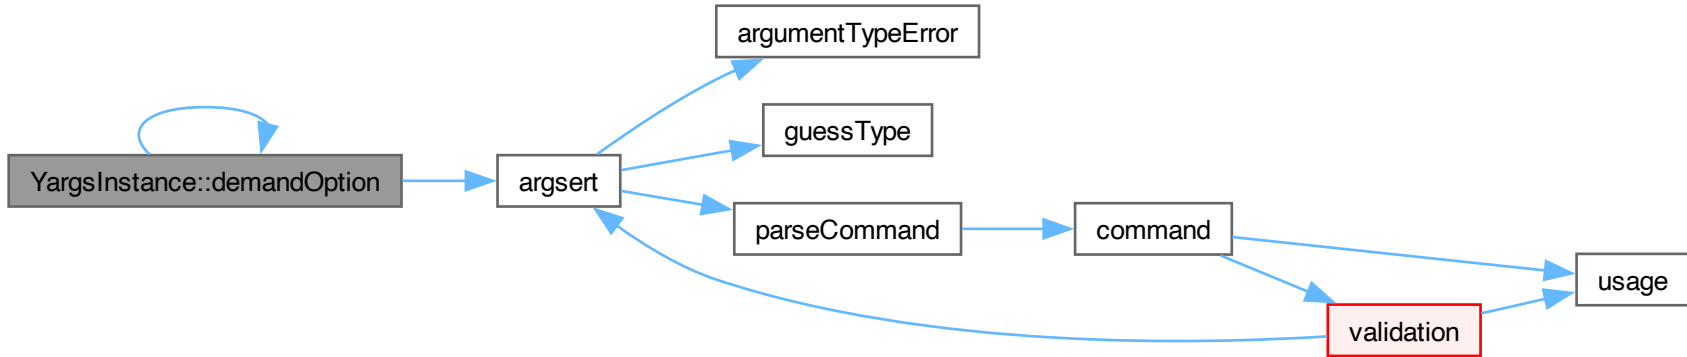 argumentTypeError
guessType
YargsInstance::demandOption
argsert
parseCommand
command
usage
validation